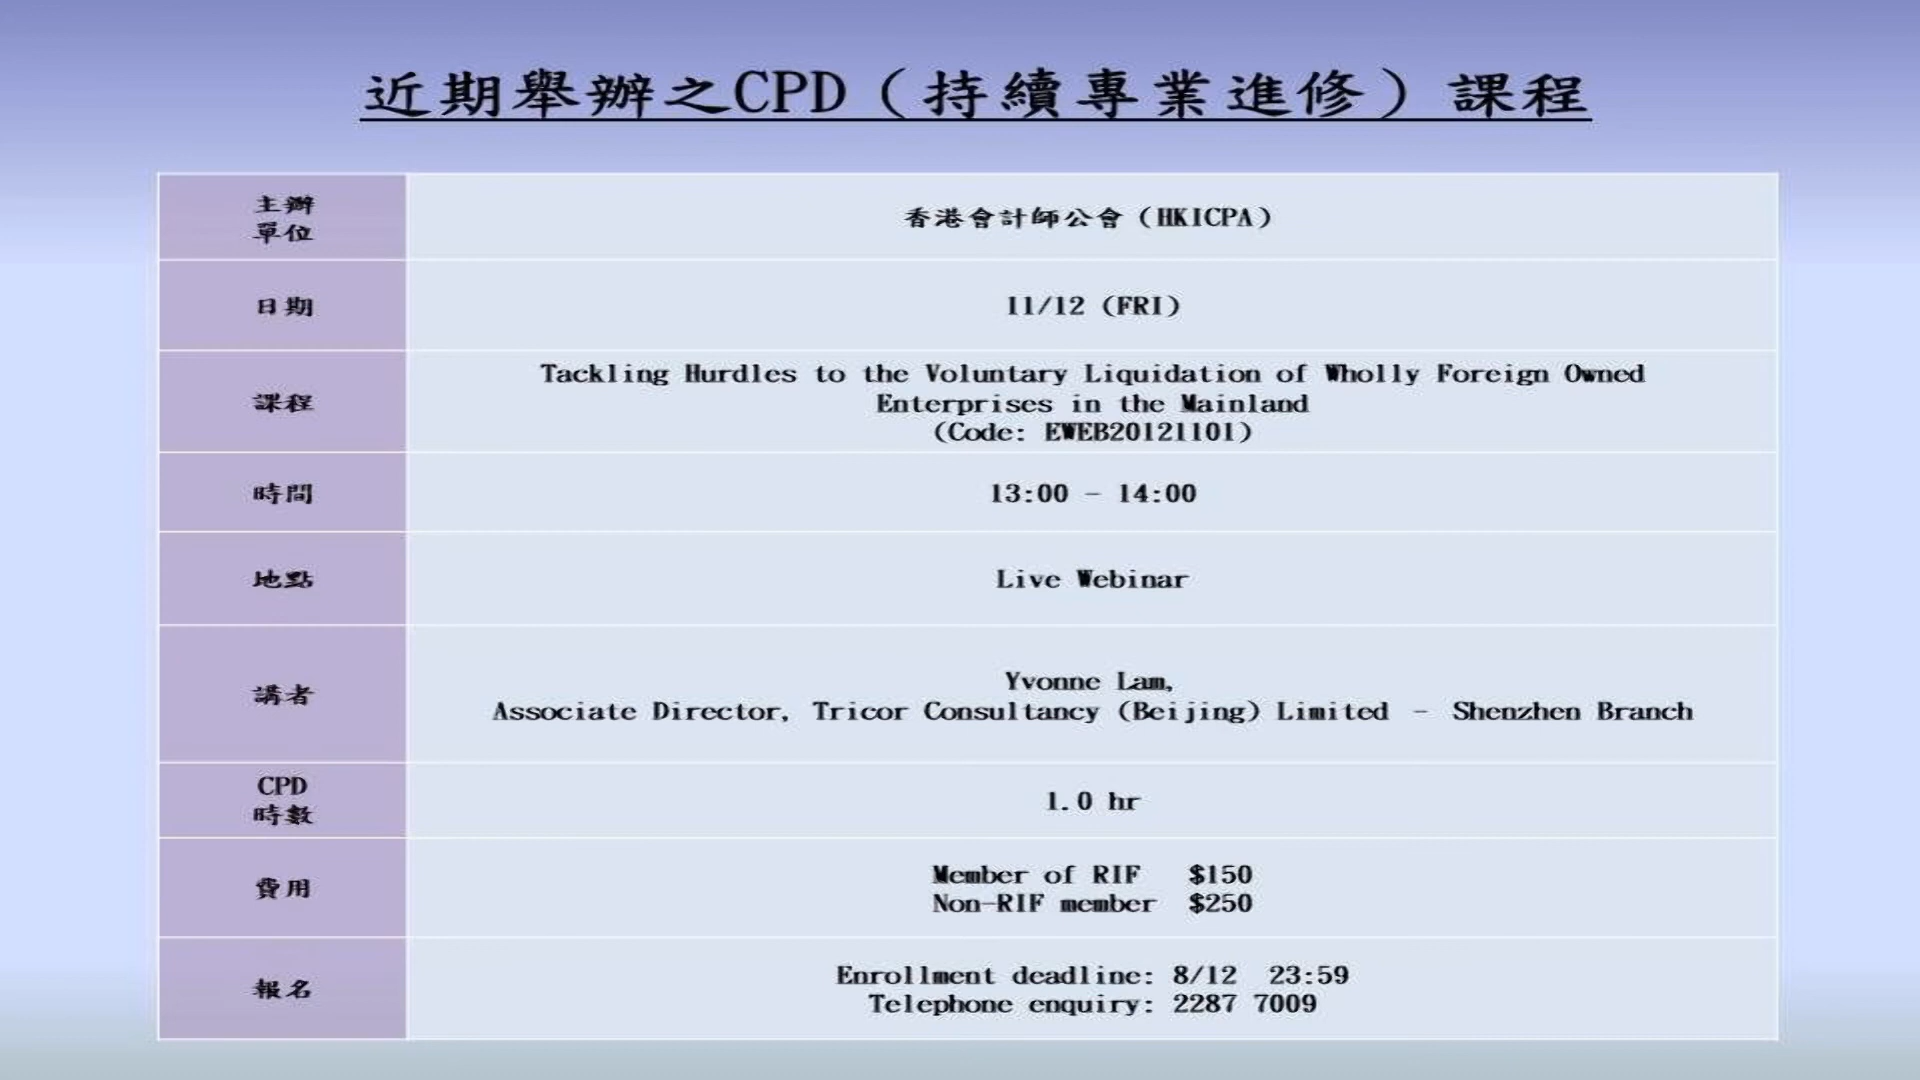 近期舉辦之CPD（持續專業進修）課程
主辦
單位
香港會計師公會（HKICPA）
日期
11/12 (FRI)
課程
Tackling Hurdles to the Voluntary Liquidation of Wholly Foreign Owned
Enterprises in the Mainland
(Code: EWEB20121101)
時間
13:00 – 14:00
地點
Live Webinar
講者
Yvonne Lam,
Associate Director, Tricor Consultancy (Beijing) Limited – Shenzhen Branch
CPD
時數
1.0 hr
費用
Member of RIF $150
Non-RIF member $250
報名
Enrollment deadline: 8/12 23:59
Telephone enquiry: 2287 7009